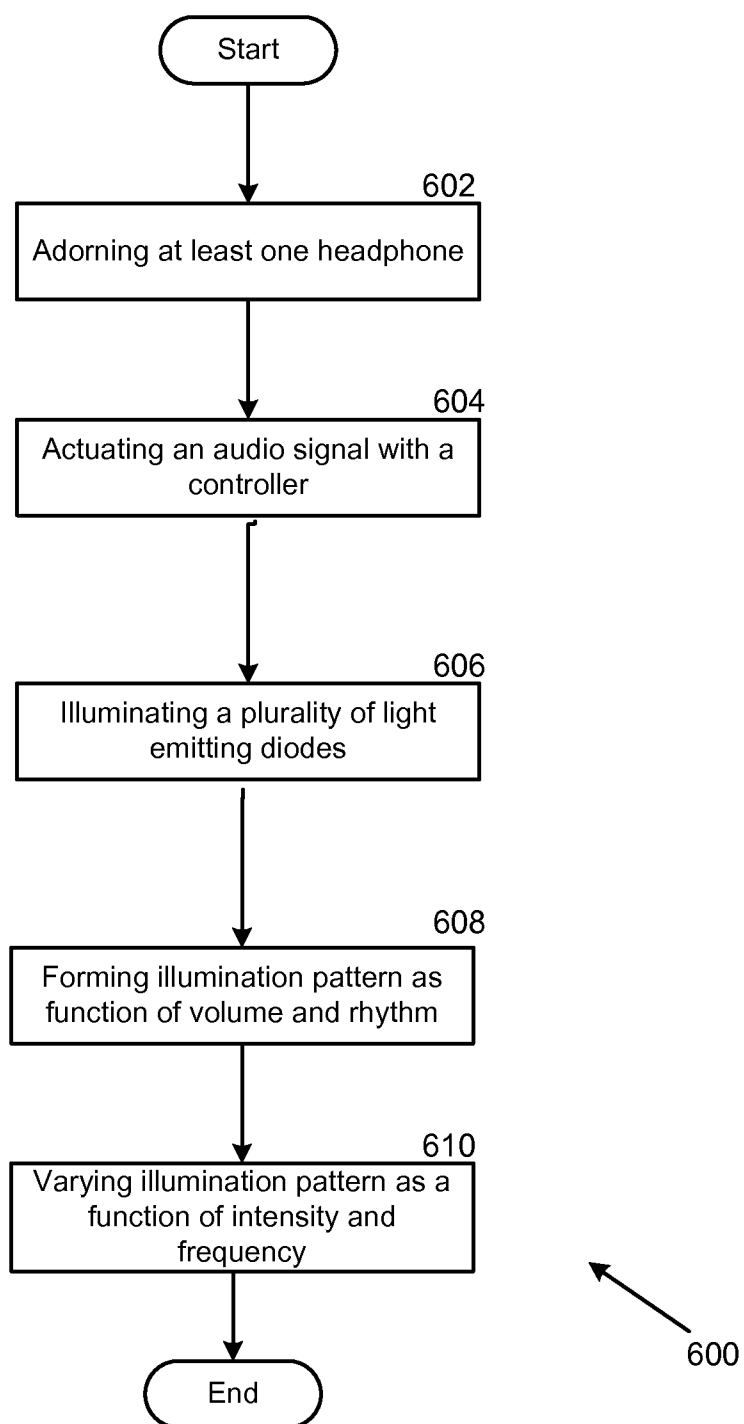 Start
602
Adorning at least one headphone
604
Actuating an audio signal with a
controller
606
Illuminating a plurality of light
emitting diodes
608
Forming illumination pattern as
function of volume and rhythm
610
Varying illumination pattern as a
function of intensity and
frequency
600
End